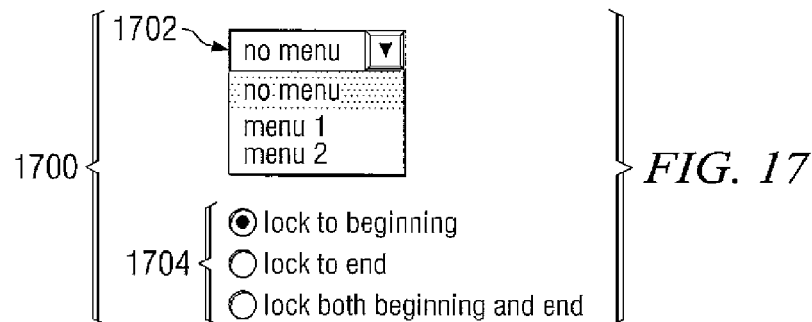 1702
no menu
no menu
menu 1
menu 2
1700
FIG. 17
lock to beginning
1704
lock to end
lock both beginning and end